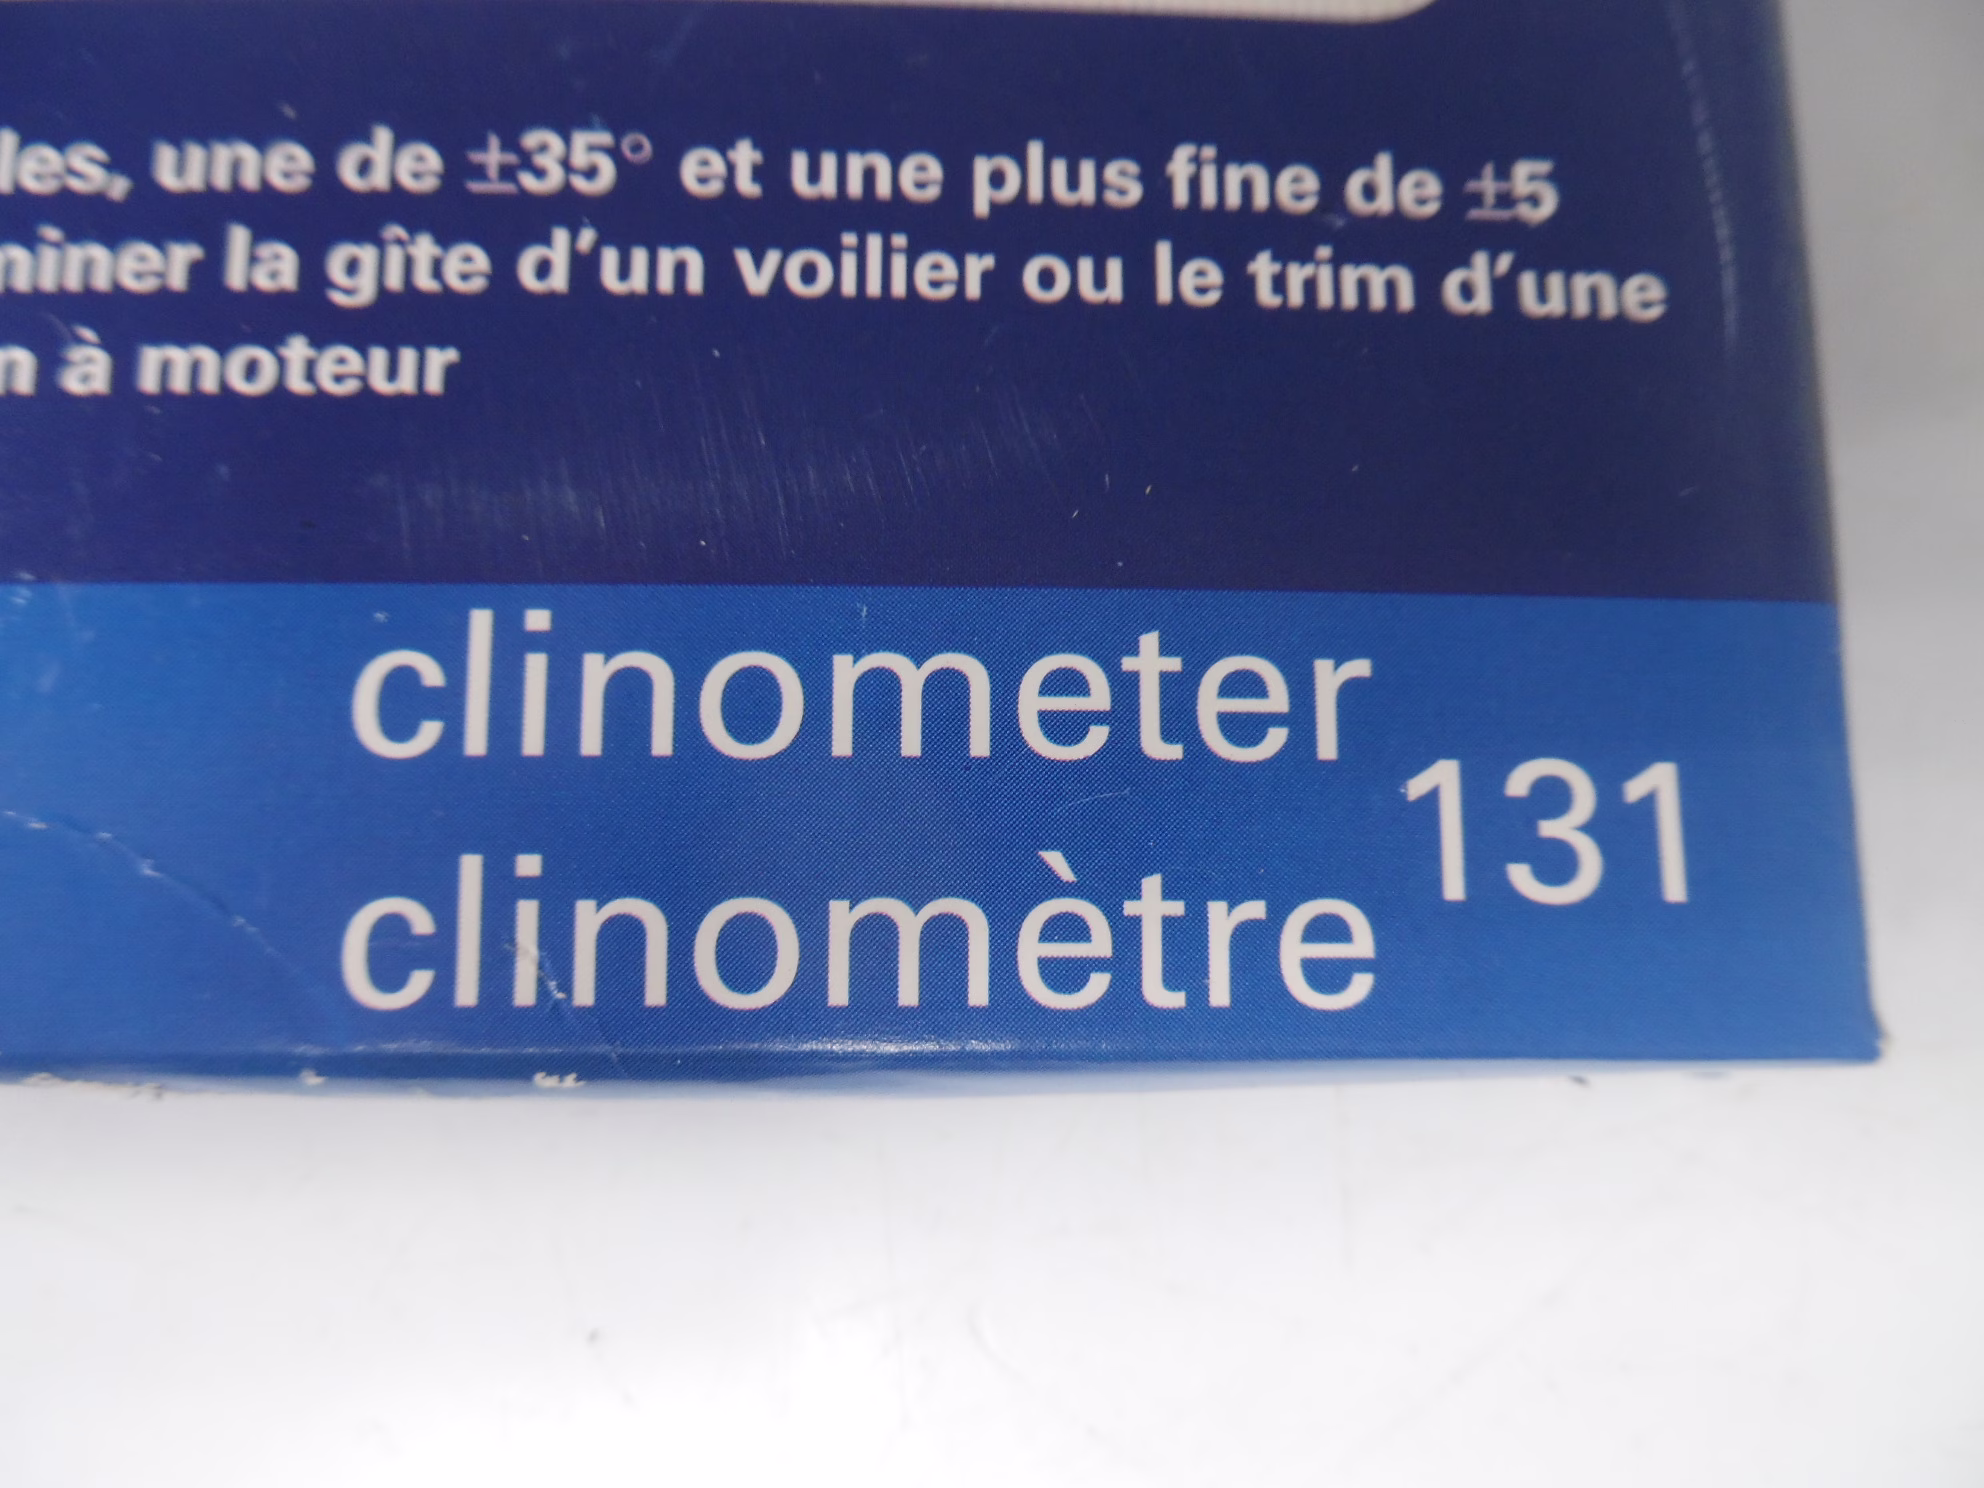 les, une de ±35° et une plus fine de ±5
miner la gîte d'un voilier ou le trim d'une
n à moteur
clinometer
131
clinomètre